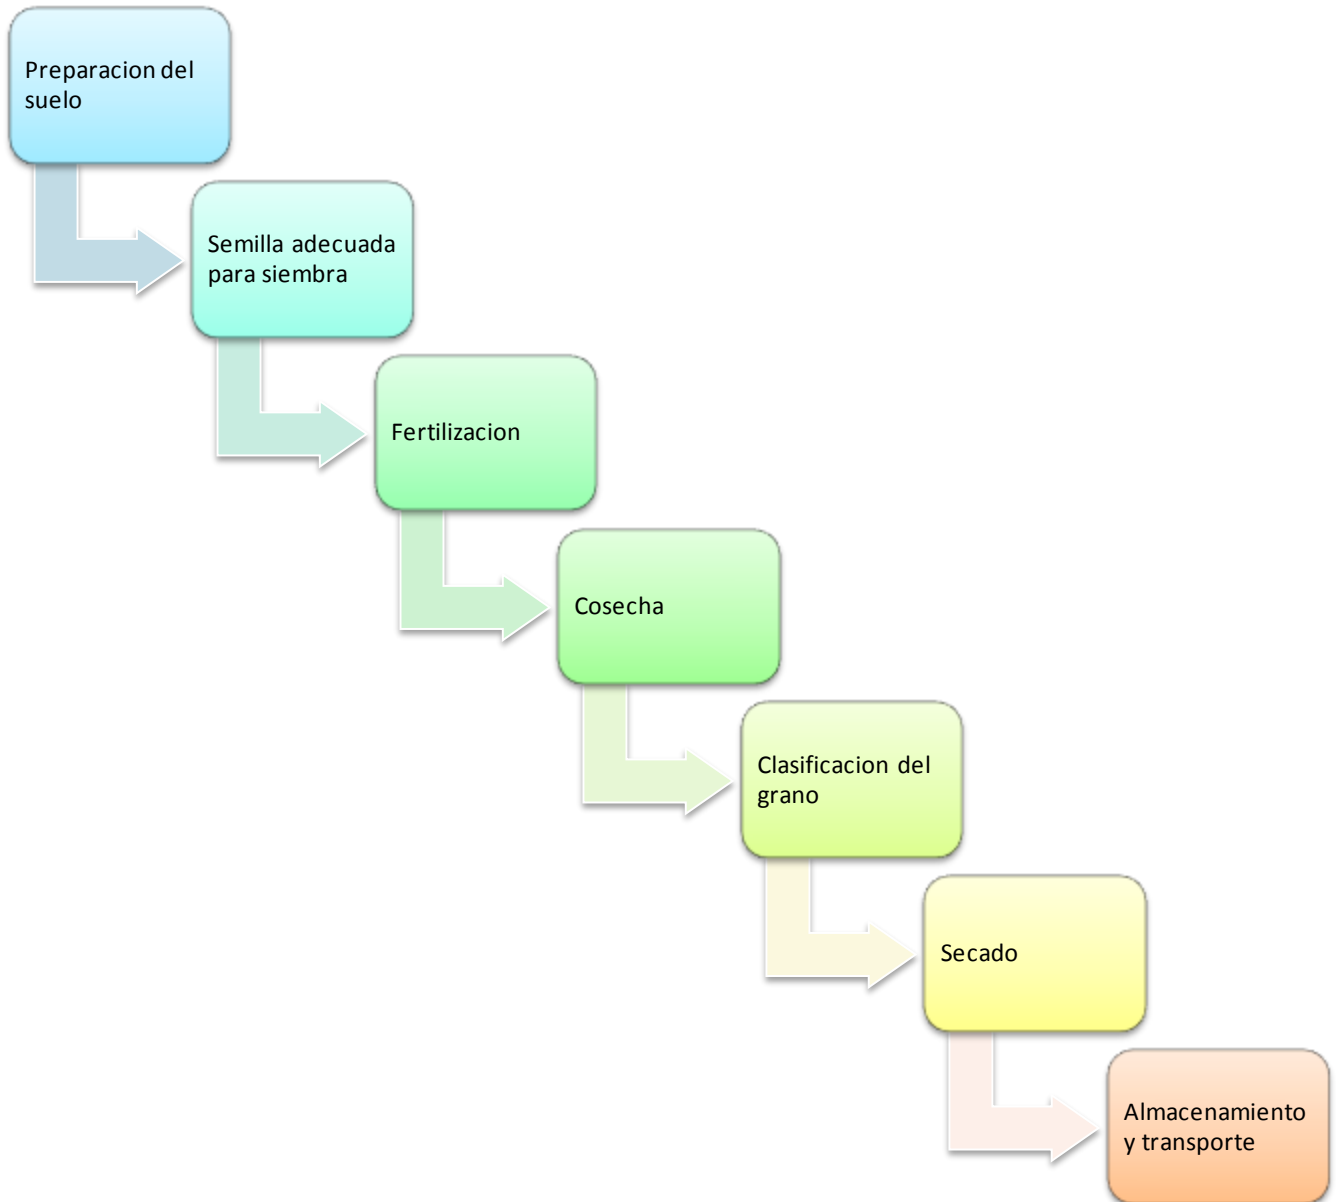 Preparacion del
suelo
Semilla adecuada
para siembra
Fertilizacion
Cosecha
Clasificacion del
grano
Secado
Almacenamiento
y transporte